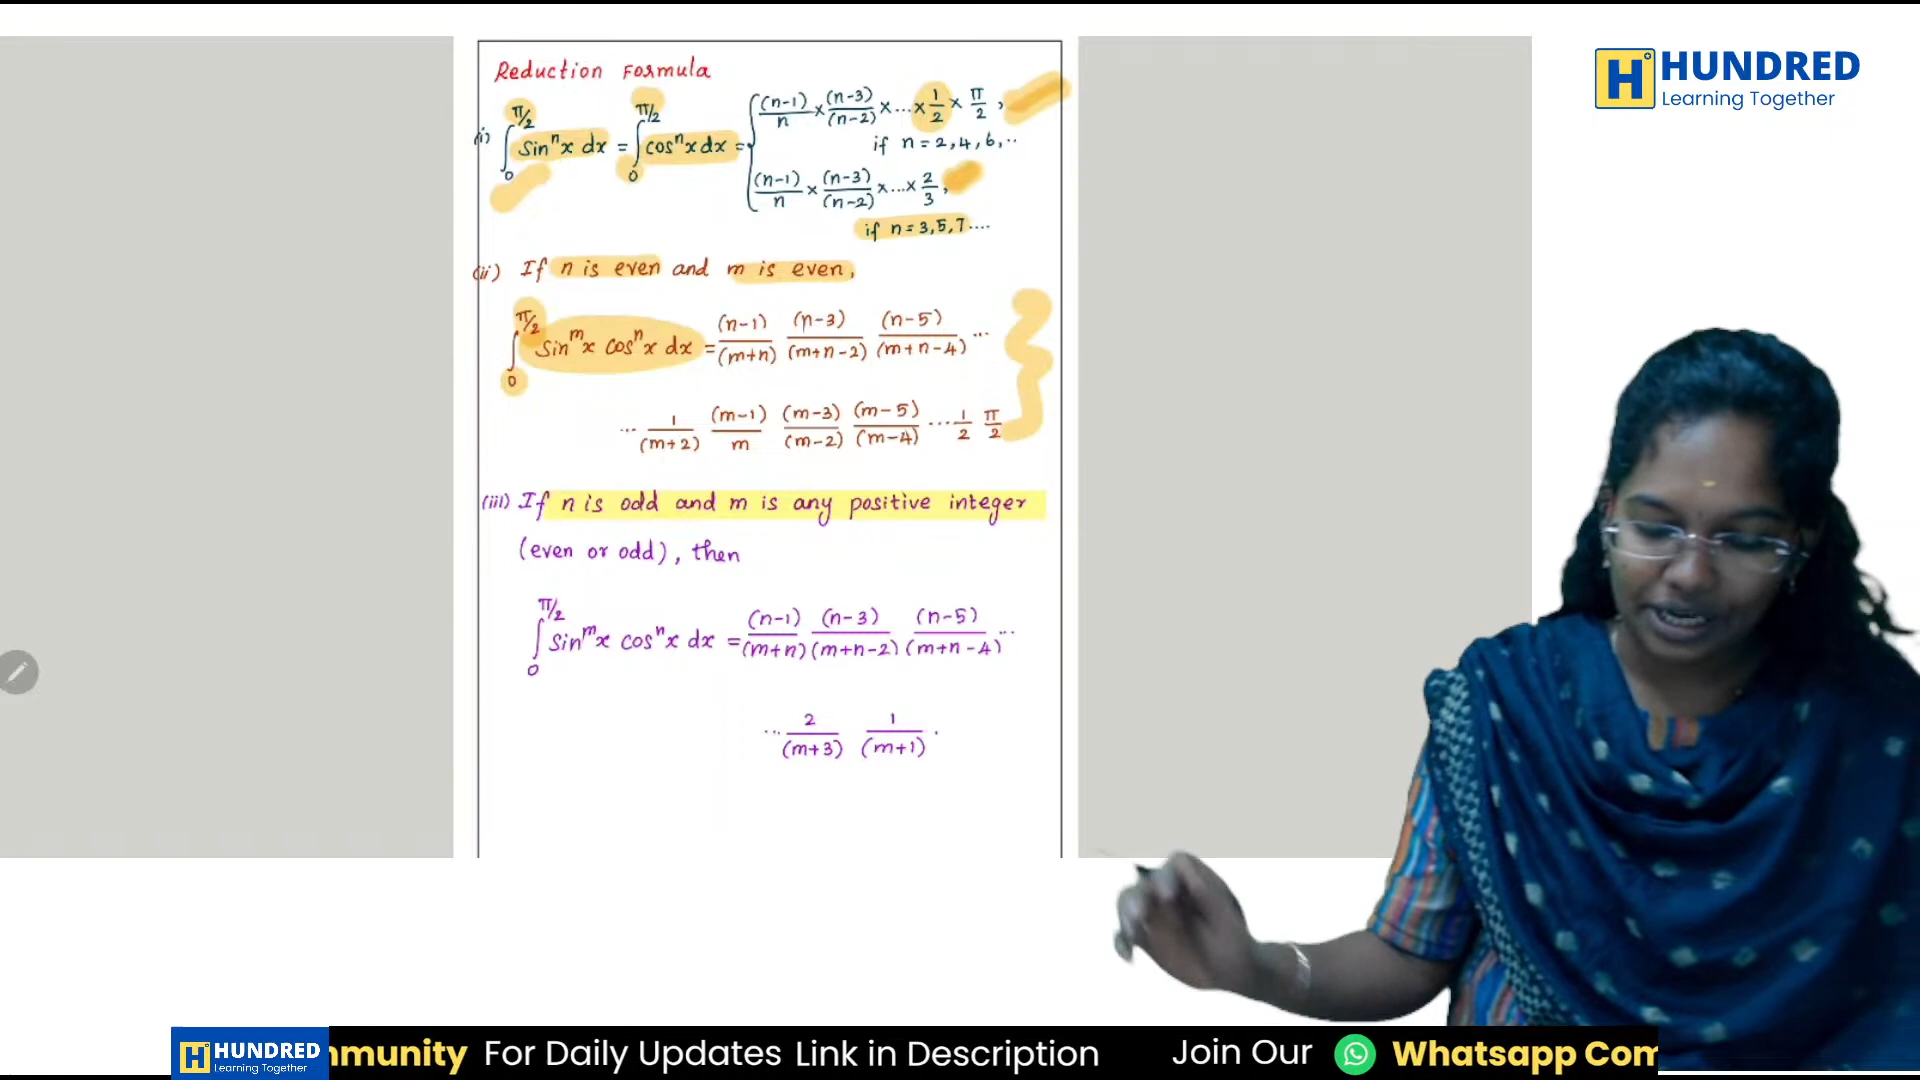 Reduction Formula
(i) ∫₀^π/2 Sinⁿx dx = ∫₀^π/2 cosⁿx dx = { (n-1)/n × (n-3)/(n-2) × ... × 1/2 × π/2 ,
if n = 2,4,6,..
(n-1)/n × (n-3)/(n-2) × ... × 2/3 ,
if n = 3,5,7....
(ii) If n is even and m is even,
∫₀^π/2 Sinᵐx cosⁿx dx = (n-1)/(m+n) (n-3)/(m+n-2) (n-5)/(m+n-4) ...
... 1/(m+2) (m-1)/m (m-3)/(m-2) (m-5)/(m-4) .... 1/2 π/2
(iii) If n is odd and m is any positive integer
(even or odd), then
∫₀^π/2 Sinᵐx cosⁿx dx = (n-1)/(m+n) (n-3)/(m+n-2) (n-5)/(m+n-4) ...
... 2/(m+3) 1/(m+1) .
H HUNDRED
Learning Together
H HUNDRED
Learning Together
mmunity For Daily Updates Link in Description Join Our Whatsapp Com